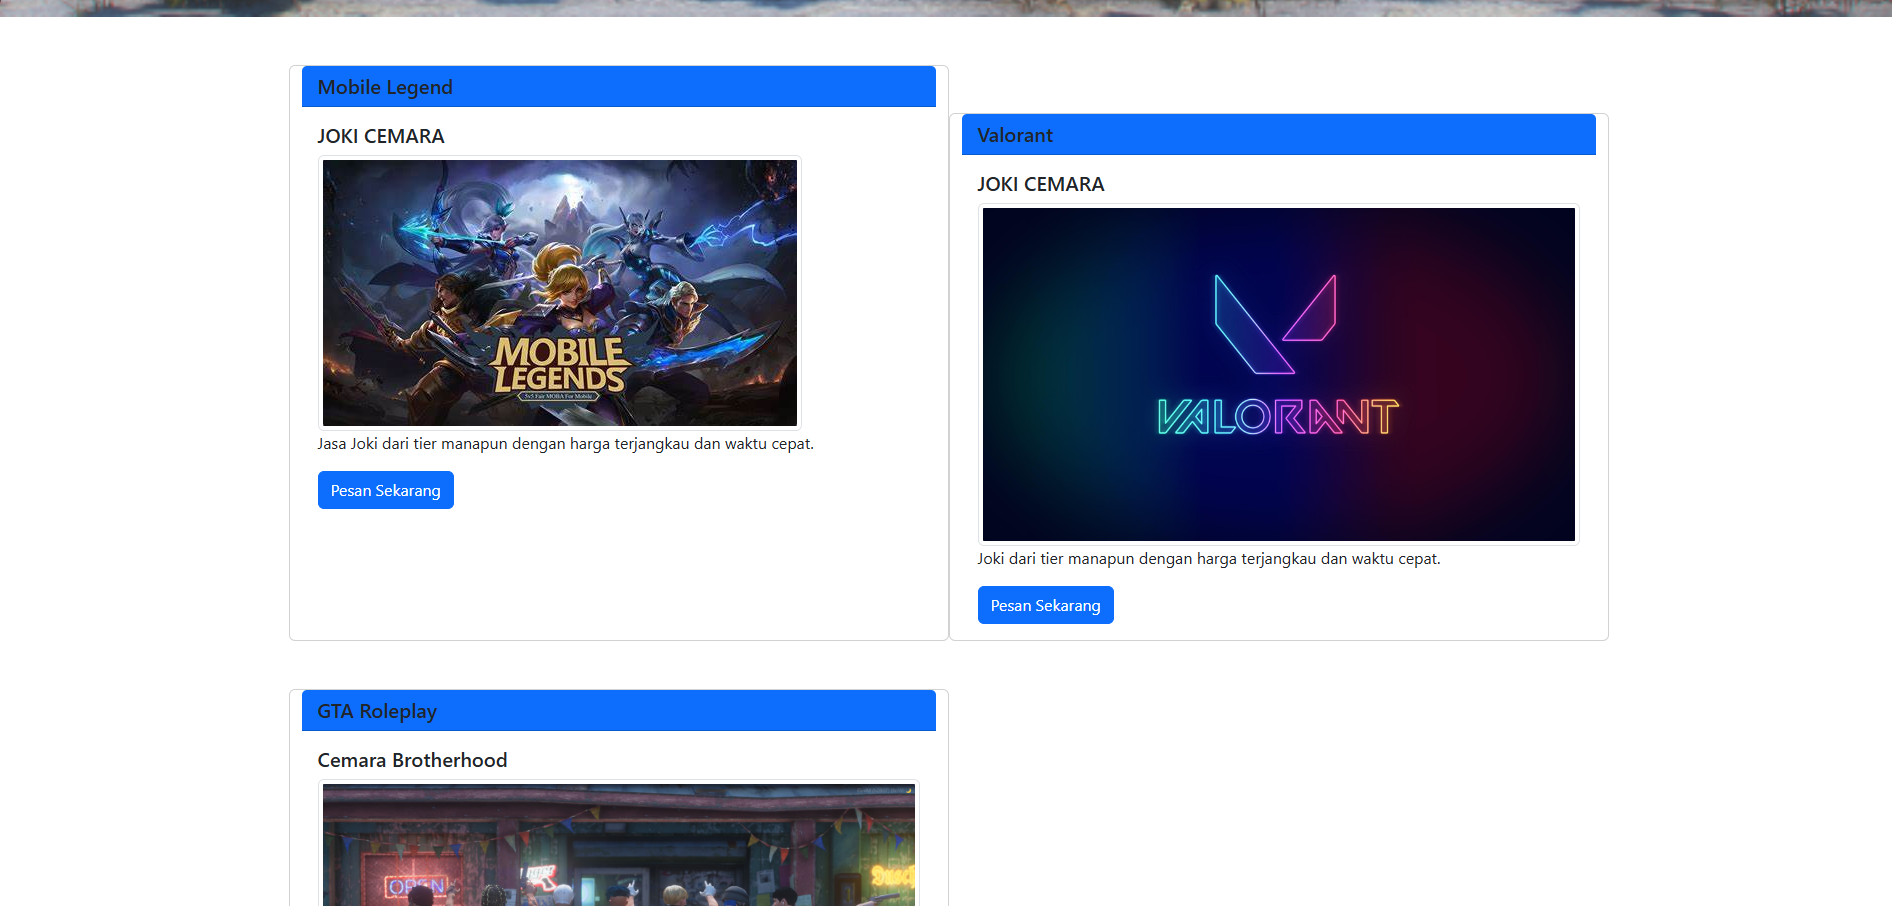 Mobile Legend
JOKI CEMARA
MOBILE
LEGENDS
5v5 Fair MOBA For Mobile
Jasa Joki dari tier manapun dengan harga terjangkau dan waktu cepat.
Pesan Sekarang
Valorant
JOKI CEMARA
VALORANT
Joki dari tier manapun dengan harga terjangkau dan waktu cepat.
Pesan Sekarang
GTA Roleplay
Cemara Brotherhood
OPEN